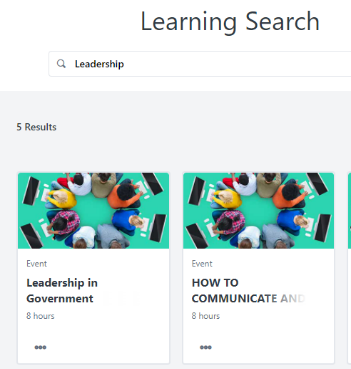 Learning Search
Leadership
5 Results
Event
Leadership in
Government
8 hours
Event
HOW TO
COMMUNICATE AND
8 hours